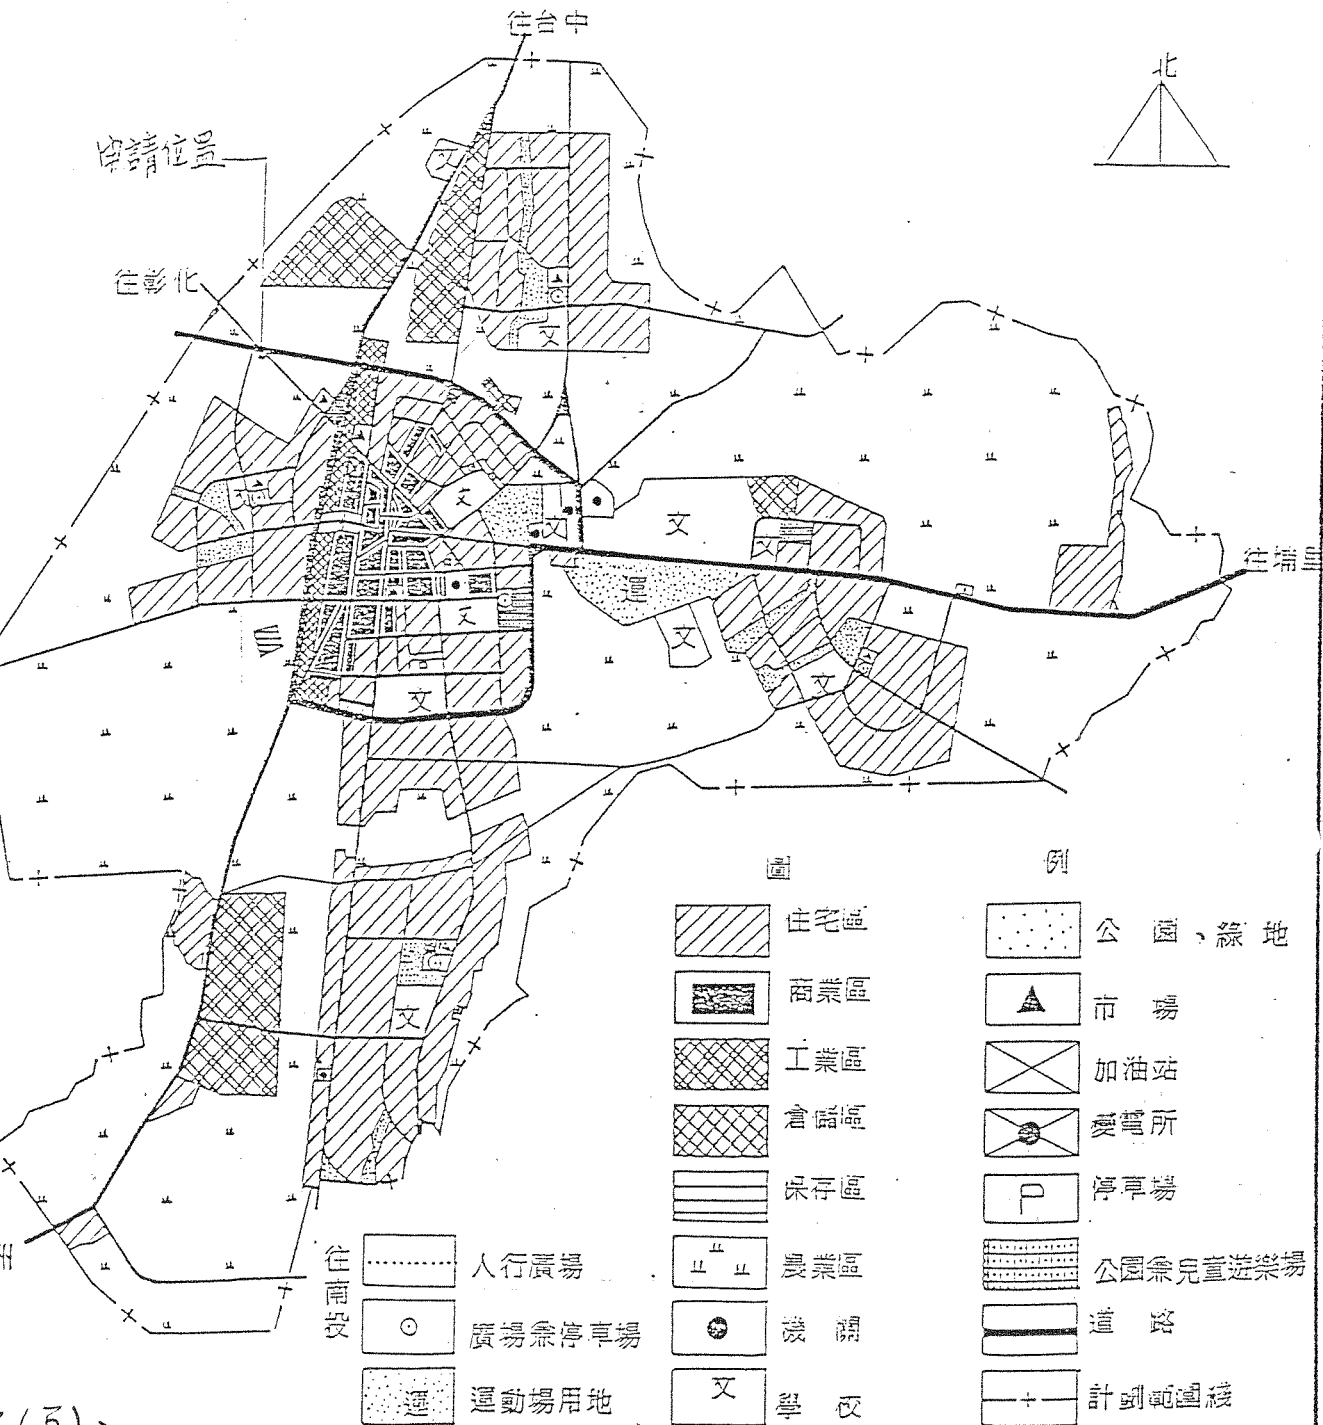 往台中
北
申請位置
往彰化
文
文
文
文
文
文
運
往埔里
文
文
文
文
文
圖 例
住宅區
公園、綠地
商業區
市場
工業區
加油站
倉儲區
變電所
保存區
P
停車場
州
往南投
人行廣場
農業區
公園兼兒童遊樂場
廣場兼停車場
機關
道路
運
運動場用地
文
學校
計劃範圍綫